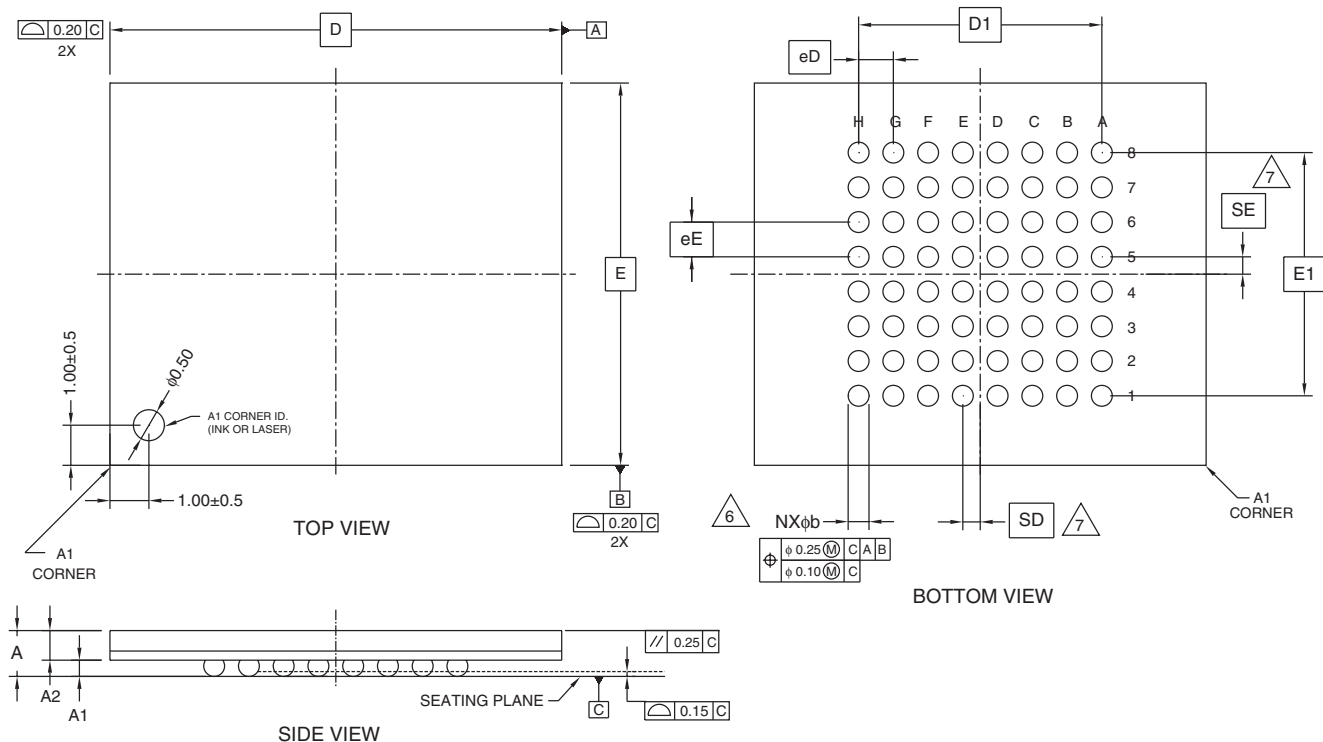 ⌓ 0.20 C
2X
D
A
E
1.00±0.5
ϕ0.50
A1 CORNER ID.
(INK OR LASER)
1.00±0.5
B
⌓ 0.20 C
2X
TOP VIEW
A1
CORNER
D1
eD
H G F E D C B A
8
7
6
5
4
3
2
1
7
SE
eE
E1
6
NXϕb
SD
7
⌖ ϕ 0.25 Ⓜ C A B
ϕ 0.10 Ⓜ C
A1
CORNER
BOTTOM VIEW
A
A2
A1
// 0.25 C
SEATING PLANE
C
⌓ 0.15 C
SIDE VIEW